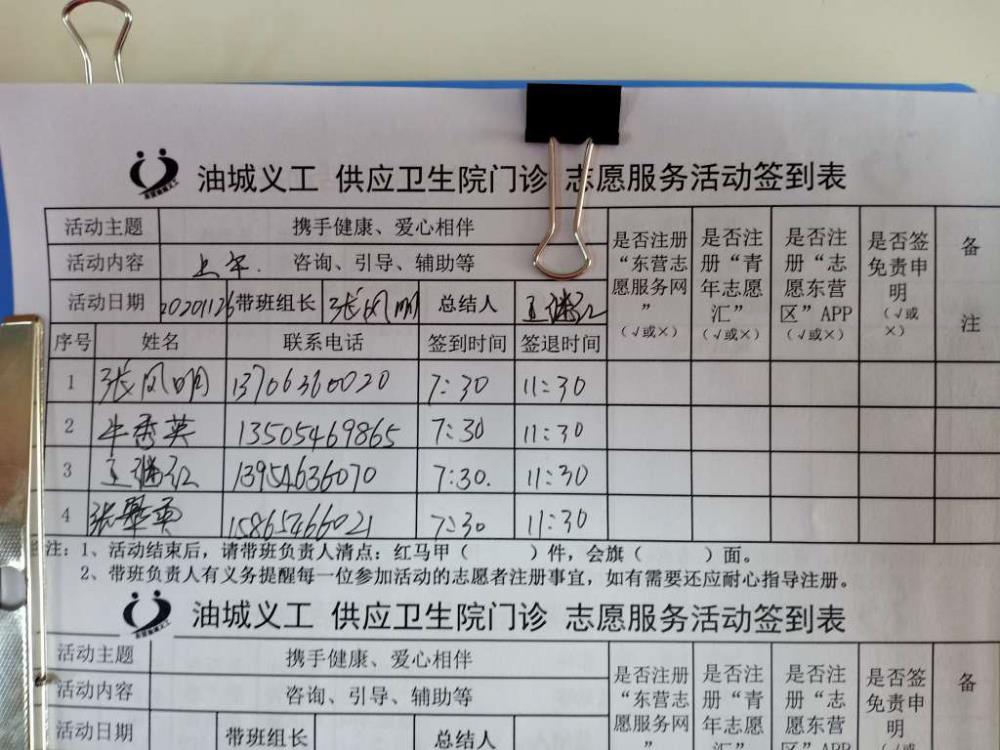 油城义工 供应卫生院门诊 志愿服务活动签到表
活动主题 携手健康、爱心相伴 是否注册“东营志愿服务网”(√或×) 是否注册“青年志愿汇”(√或×) 是否注册“志愿东营区”APP(√或×) 是否签免责申明(√或×) 备注
活动内容 上午. 咨询、引导、辅助等
活动日期 20201126 带班组长 张凤明 总结人
序号 姓名 联系电话 签到时间 签退时间
1 张凤明 13706360020 7:30 11:30
2 牛秀英 13505469865 7:30 11:30
3 13954636070 7:30. 11:30
4 15865466021 7:30 11:30
注：1、活动结束后，请带班负责人清点：红马甲（ ）件，会旗（ ）面。
2、带班负责人有义务提醒每一位参加活动的志愿者注册事宜，如有需要还应耐心指导注册。
油城义工 供应卫生院门诊 志愿服务活动签到表
活动主题 携手健康、爱心相伴 是否注册“东营志愿服务网” 是否注册“青年志愿汇” 是否注册“志愿东营区”APP 是否签免责申明 备
活动内容 咨询、引导、辅助等
活动日期 带班组长 总结人